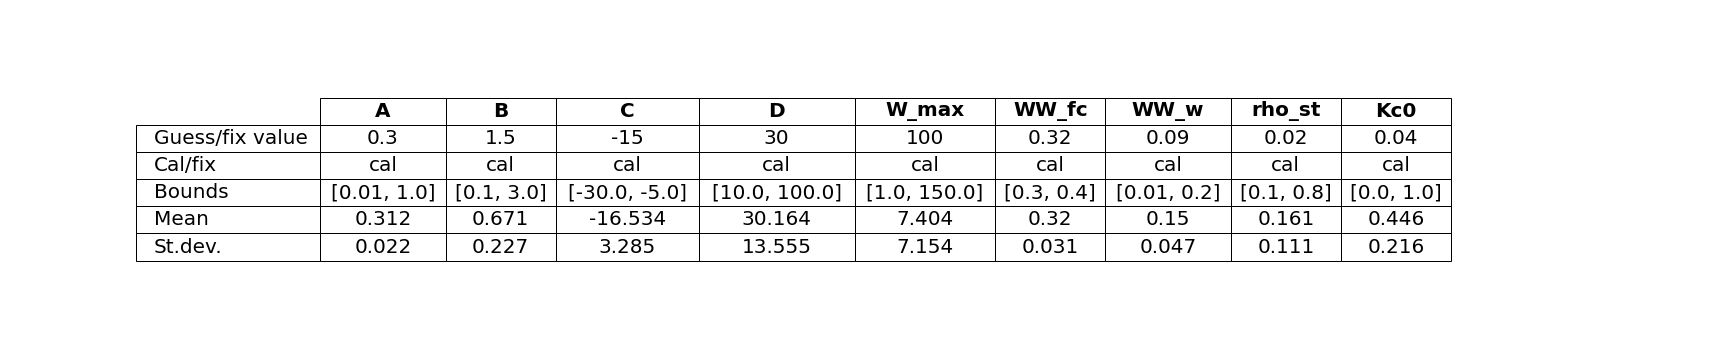 A B C D W_max WW_fc WW_w rho_st Kc0
Guess/fix value 0.3 1.5 -15 30 100 0.32 0.09 0.02 0.04
Cal/fix cal cal cal cal cal cal cal cal cal
Bounds [0.01, 1.0] [0.1, 3.0] [-30.0, -5.0] [10.0, 100.0] [1.0, 150.0] [0.3, 0.4] [0.01, 0.2] [0.1, 0.8] [0.0, 1.0]
Mean 0.312 0.671 -16.534 30.164 7.404 0.32 0.15 0.161 0.446
St.dev. 0.022 0.227 3.285 13.555 7.154 0.031 0.047 0.111 0.216